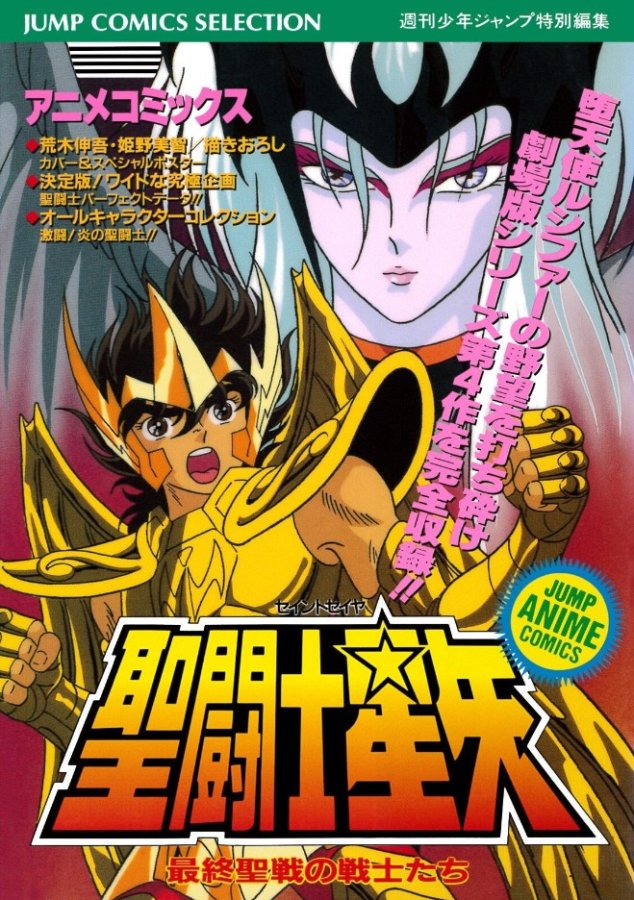 JUMP COMICS SELECTION
週刊少年ジャンプ特別編集
アニメコミックス
◆荒木伸吾・姫野美智/描きおろし
カバー&スペシャルポスター
◆決定版!ワイドな究極企画
聖闘士パーフェクトデータ!!
◆オールキャラクターコレクション
激闘!炎の聖闘士!!
堕天使ルシファーの野望を打ち砕け
劇場版シリーズ第4作を完全収録!!
JUMP
ANIME
COMICS
セイントセイヤ
聖闘士星矢
最終聖戦の戦士たち